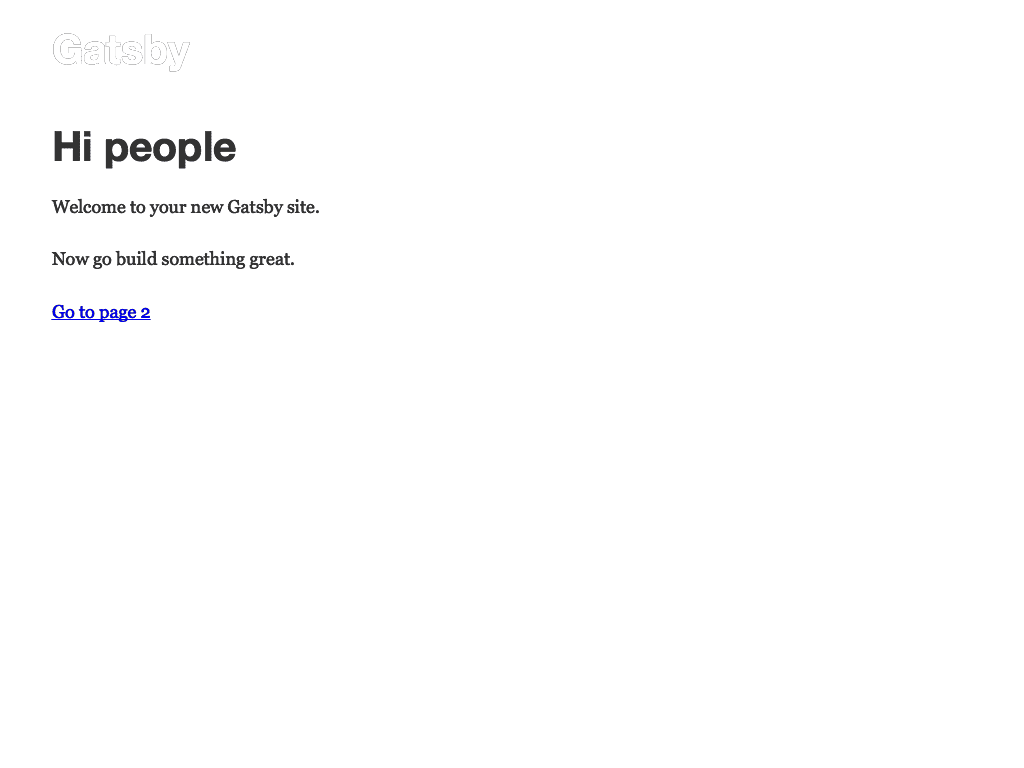 Gatsby
Hi people
Welcome to your new Gatsby site.
Now go build something great.
Go to page 2